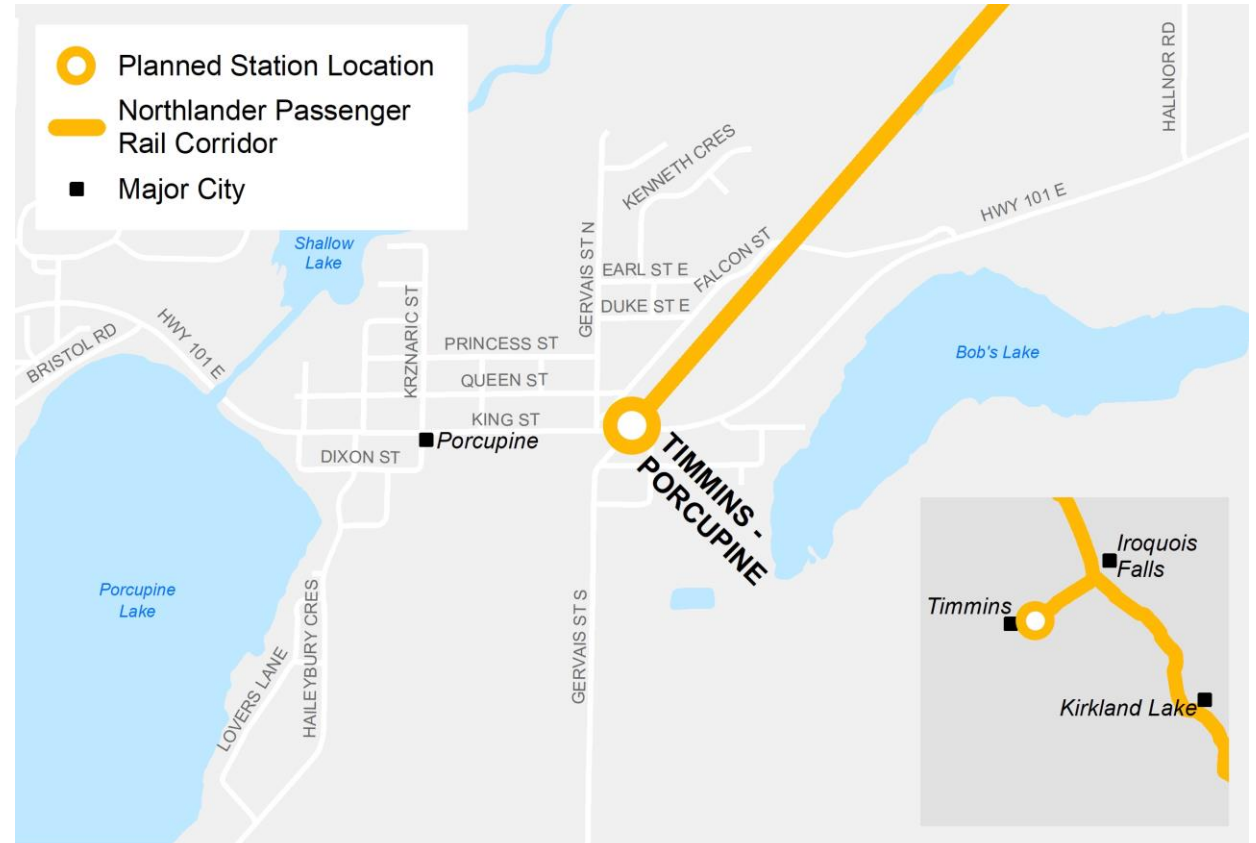 Planned Station Location
Northlander Passenger
Rail Corridor
Major City
HALLNOR RD
KENNETH CRES
HWY 101 E
Shallow
Lake
GERVAIS ST N
FALCON ST
EARL ST E
DUKE ST E
KRZNARIC ST
HWY 101 E
BRISTOL RD
PRINCESS ST
Bob's Lake
QUEEN ST
KING ST
Porcupine
DIXON ST
TIMMINS -
PORCUPINE
Porcupine
Lake
LOVERS LANE
HAILEYBURY CRES
GERVAIS ST S
Iroquois
Falls
Timmins
Kirkland Lake